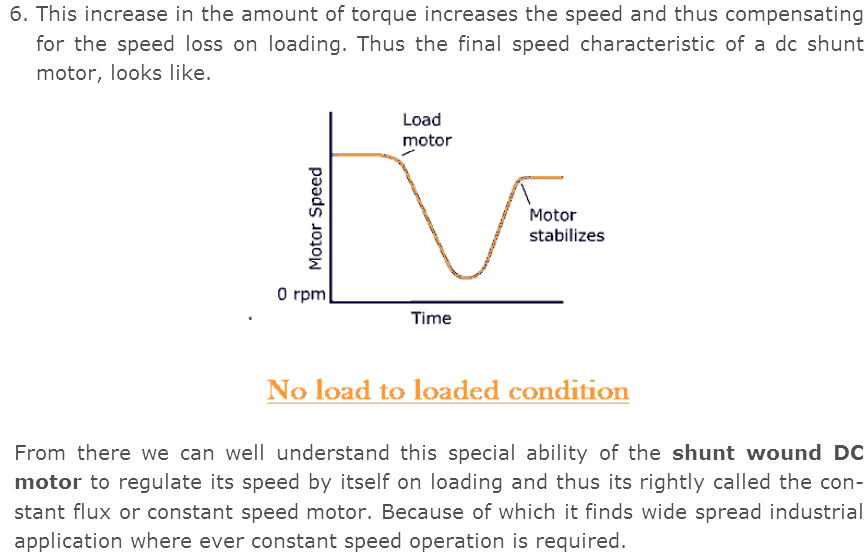 6. This increase in the amount of torque increases the speed and thus compensating
for the speed loss on loading. Thus the final speed characteristic of a dc shunt
motor, looks like.
Load
motor
Motor Speed
Motor
stabilizes
0 rpm
Time
No load to loaded condition
From there we can well understand this special ability of the shunt wound DC
motor to regulate its speed by itself on loading and thus its rightly called the con-
stant flux or constant speed motor. Because of which it finds wide spread industrial
application where ever constant speed operation is required.